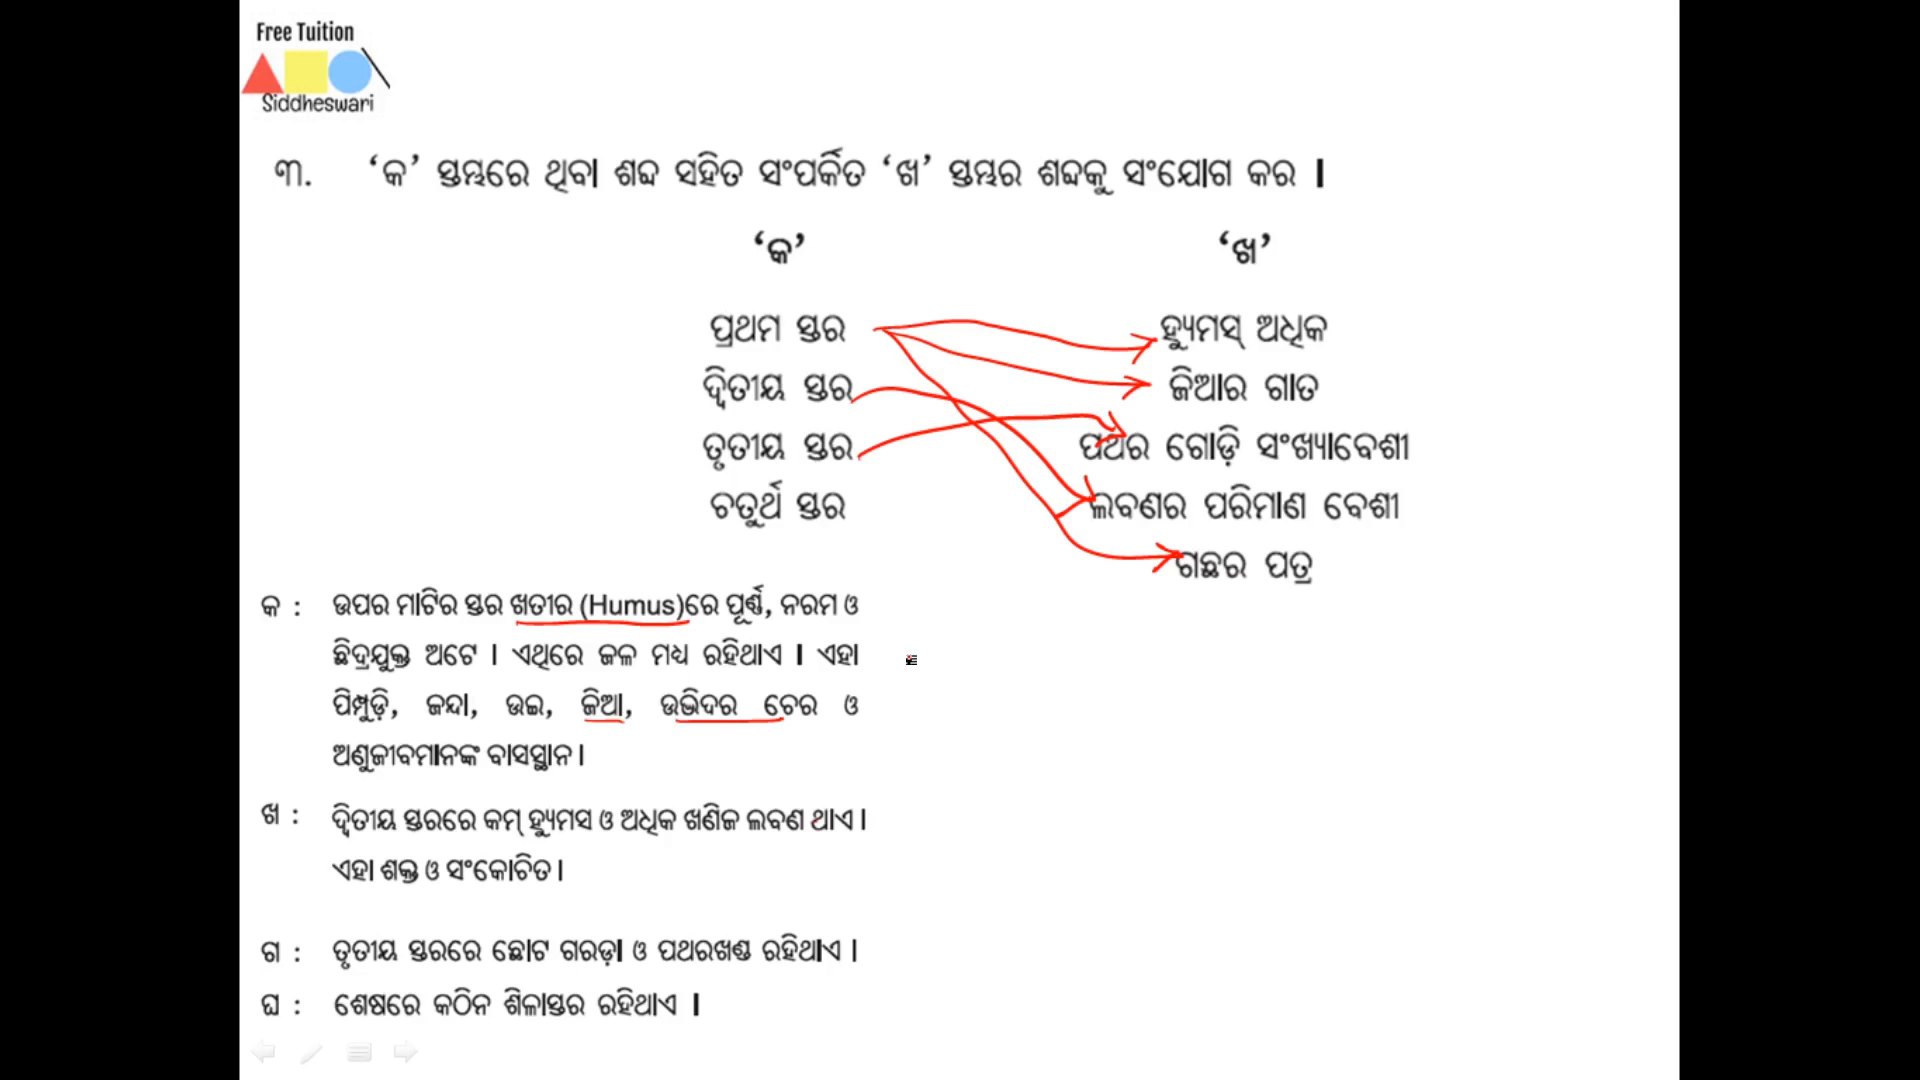 Free Tuition
Siddheswari
୩. ‘କ’ ସ୍ତମ୍ଭରେ ଥିବା ଶବ୍ଦ ସହିତ ସଂପର୍କିତ ‘ଖ’ ସ୍ତମ୍ଭର ଶବ୍ଦକୁ ସଂଯୋଗ କର ।
‘କ’ ‘ଖ’
ପ୍ରଥମ ସ୍ତର ହ୍ୟୁମସ୍ ଅଧିକ
ଦ୍ୱିତୀୟ ସ୍ତର ଜିଆର ଗାତ
ତୃତୀୟ ସ୍ତର ପଥର ଗୋଡ଼ି ସଂଖ୍ୟାବେଶୀ
ଚତୁର୍ଥ ସ୍ତର ଲବଣର ପରିମାଣ ବେଶୀ
ଗଛର ପତ୍ର
କ : ଉପର ମାଟିର ସ୍ତର ଖତୀର (Humus)ରେ ପୂର୍ଣ୍ଣ, ନରମ ଓ
ଛିଦ୍ରଯୁକ୍ତ ଅଟେ । ଏଥିରେ ଜଳ ମଧ୍ୟ ରହିଥାଏ । ଏହା
ପିମ୍ପୁଡ଼ି, ଜନ୍ଦା, ଉଇ, ଜିଆ, ଉଦ୍ଭିଦର ଚେର ଓ
ଅଣୁଜୀବମାନଙ୍କ ବାସସ୍ଥାନ ।
ଖ : ଦ୍ୱିତୀୟ ସ୍ତରରେ କମ୍ ହ୍ୟୁମସ ଓ ଅଧିକ ଖଣିଜ ଲବଣ ଥାଏ ।
ଏହା ଶକ୍ତ ଓ ସଂକୋଚିତ ।
ଗ : ତୃତୀୟ ସ୍ତରରେ ଛୋଟ ଗରଡ଼ା ଓ ପଥରଖଣ୍ଡ ରହିଥାଏ ।
ଘ : ଶେଷରେ କଠିନ ଶିଳାସ୍ତର ରହିଥାଏ ।